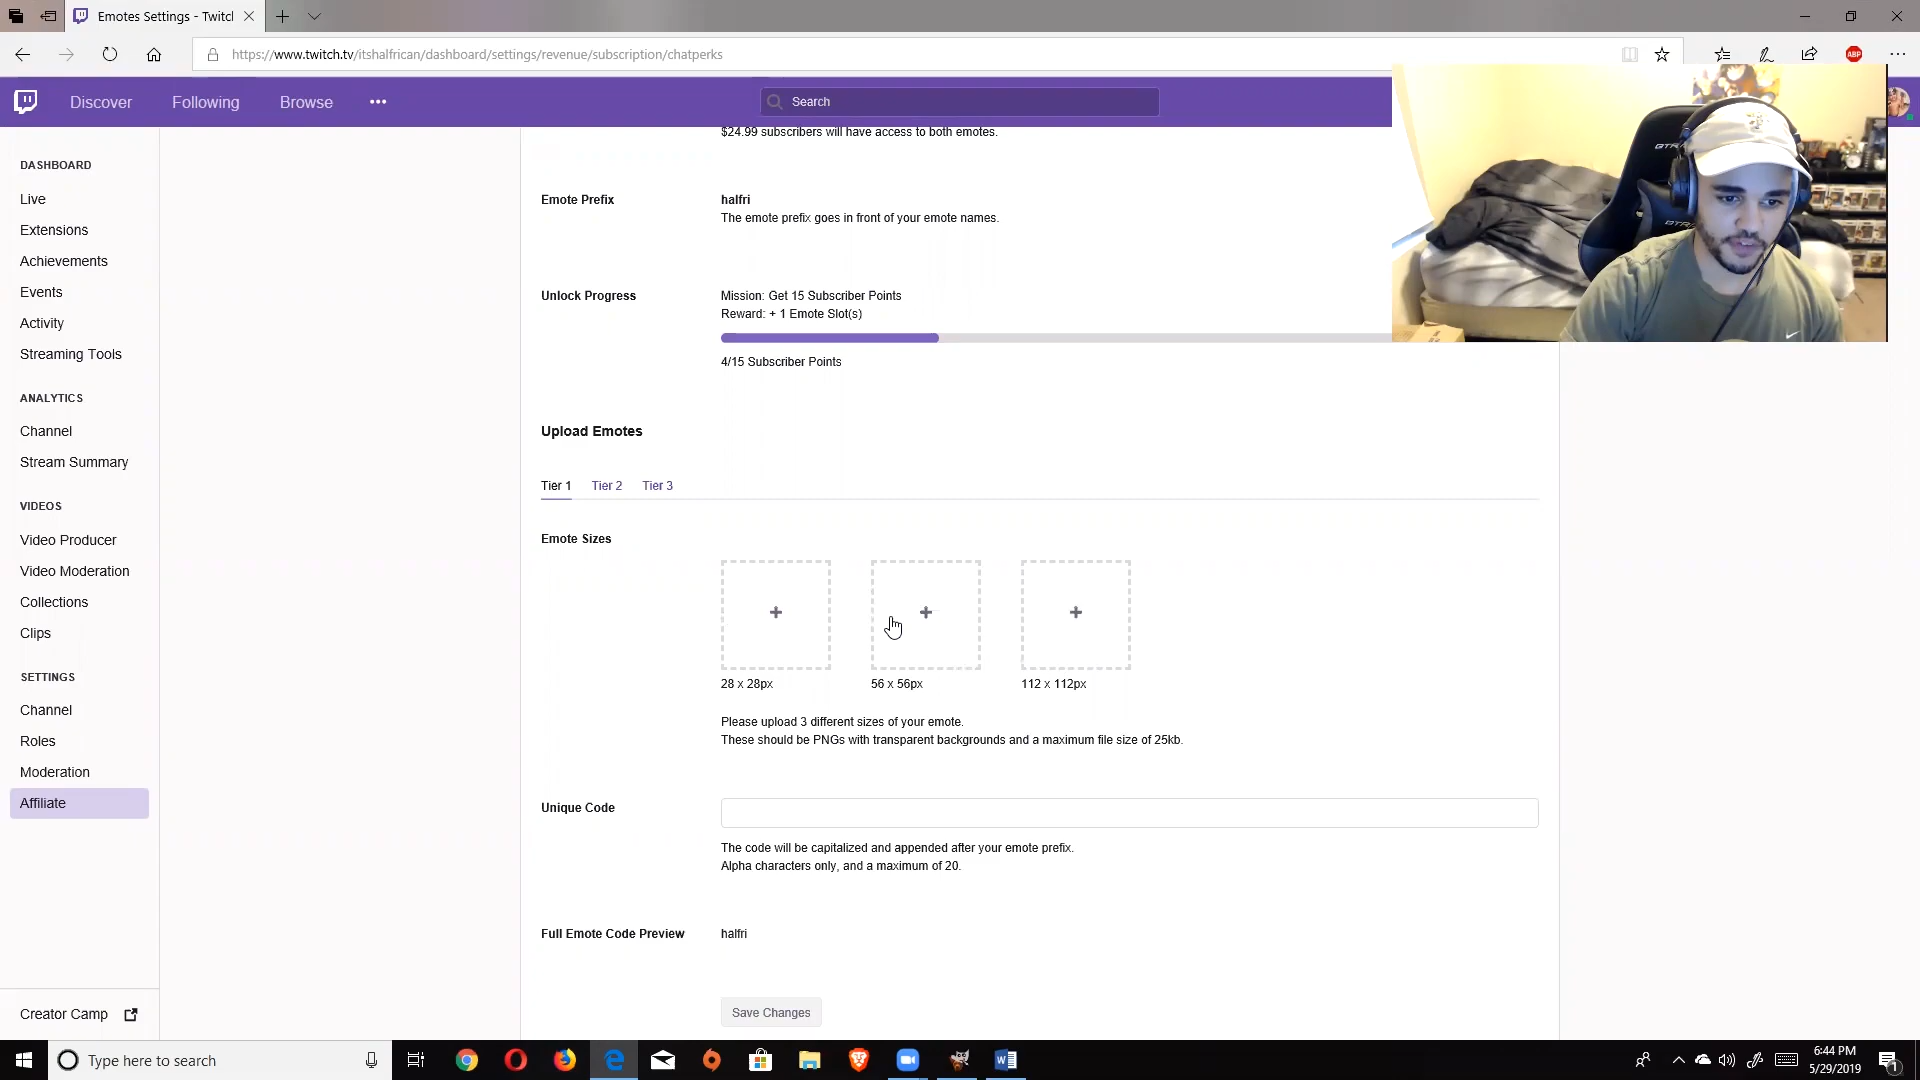 Emotes Settings - Twitcl
https://www.twitch.tv/itshalfrican/dashboard/settings/revenue/subscription/chatperks
ABP
Discover
Following
Browse
Search
DASHBOARD
Live
Extensions
Achievements
Events
Activity
Streaming Tools
ANALYTICS
Channel
Stream Summary
VIDEOS
Video Producer
Video Moderation
Collections
Clips
SETTINGS
Channel
Roles
Moderation
Affiliate
Creator Camp
$24.99 subscribers will have access to both emotes.
Emote Prefix
halfri
The emote prefix goes in front of your emote names.
Unlock Progress
Mission: Get 15 Subscriber Points
Reward: + 1 Emote Slot(s)
4/15 Subscriber Points
Upload Emotes
Tier 1
Tier 2
Tier 3
Emote Sizes
28 x 28px
56 x 56px
112 x 112px
Please upload 3 different sizes of your emote.
These should be PNGs with transparent backgrounds and a maximum file size of 25kb.
Unique Code
The code will be capitalized and appended after your emote prefix.
Alpha characters only, and a maximum of 20.
Full Emote Code Preview
halfri
Save Changes
Type here to search
6:44 PM
5/29/2019
1